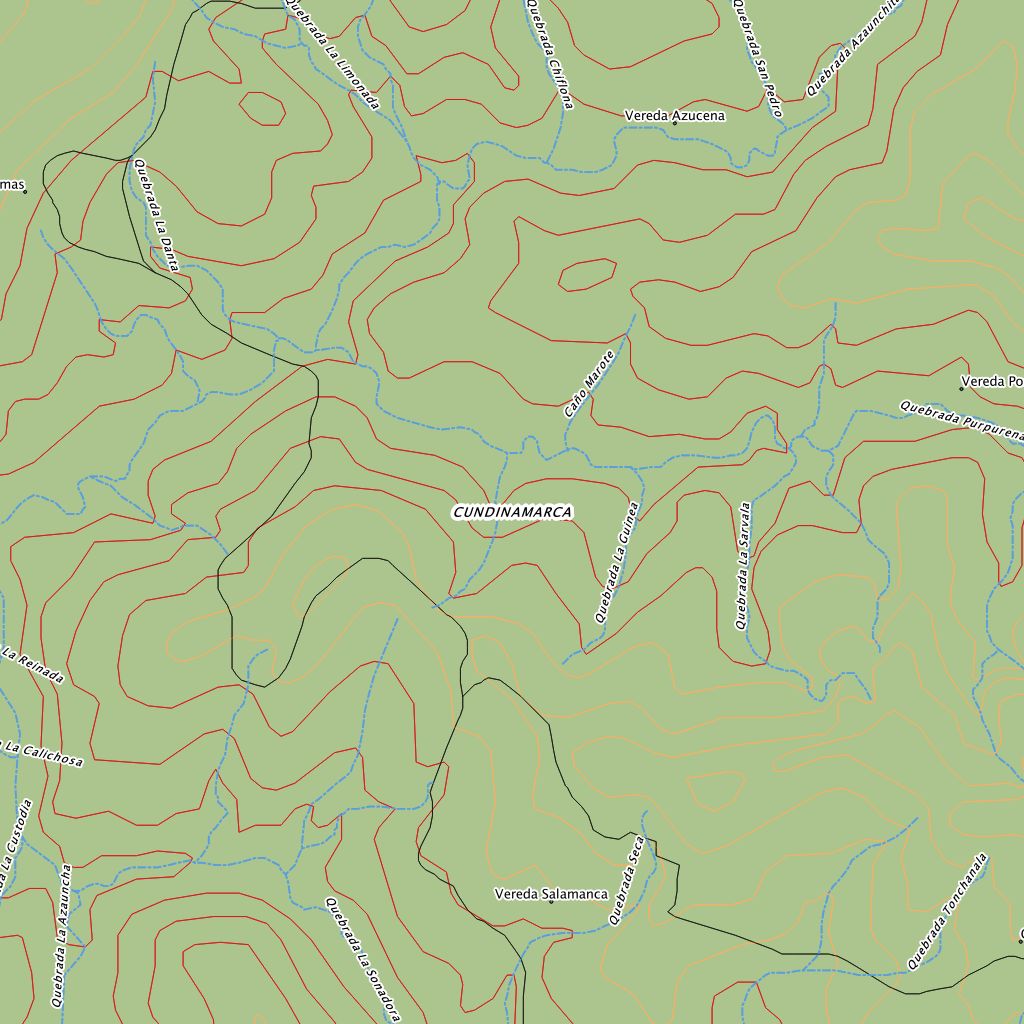 Quebrada La Limonada
Quebrada Chiflona
Quebrada San Pedro
Quebrada Azaunchito
Vereda Azucena
mas
Quebrada La Danta
Caño Marote
Vereda Po
Quebrada Purpurena
CUNDINAMARCA
Quebrada La Guinea
Quebrada La Sarvala
La Reinada
La Calichosa
La Custodia
Quebrada La Azauncha
Quebrada Seca
Vereda Salamanca
Quebrada Tonchanala
Quebrada La Sonadora